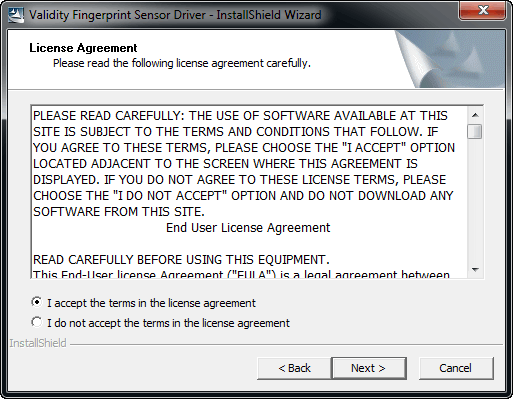 Validity Fingerprint Sensor Driver - InstallShield Wizard
License Agreement
Please read the following license agreement carefully.
PLEASE READ CAREFULLY: THE USE OF SOFTWARE AVAILABLE AT THIS
SITE IS SUBJECT TO THE TERMS AND CONDITIONS THAT FOLLOW. IF
YOU AGREE TO THESE TERMS, PLEASE CHOOSE THE "I ACCEPT" OPTION
LOCATED ADJACENT TO THE SCREEN WHERE THIS AGREEMENT IS
DISPLAYED. IF YOU DO NOT AGREE TO THESE LICENSE TERMS, PLEASE
CHOOSE THE "I DO NOT ACCEPT" OPTION AND DO NOT DOWNLOAD ANY
SOFTWARE FROM THIS SITE.
End User License Agreement
READ CAREFULLY BEFORE USING THIS EQUIPMENT.
This End-User license Agreement ("EULA") is a legal agreement between
I accept the terms in the license agreement
I do not accept the terms in the license agreement
InstallShield
< Back
Next >
Cancel